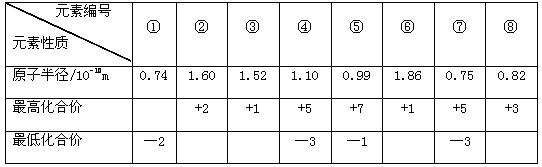 元素编号
元素性质
① ② ③ ④ ⑤ ⑥ ⑦ ⑧
原子半径/10⁻¹⁰m 0.74 1.60 1.52 1.10 0.99 1.86 0.75 0.82
最高化合价 +2 +1 +5 +7 +1 +5 +3
最低化合价 —2 —3 —1 —3